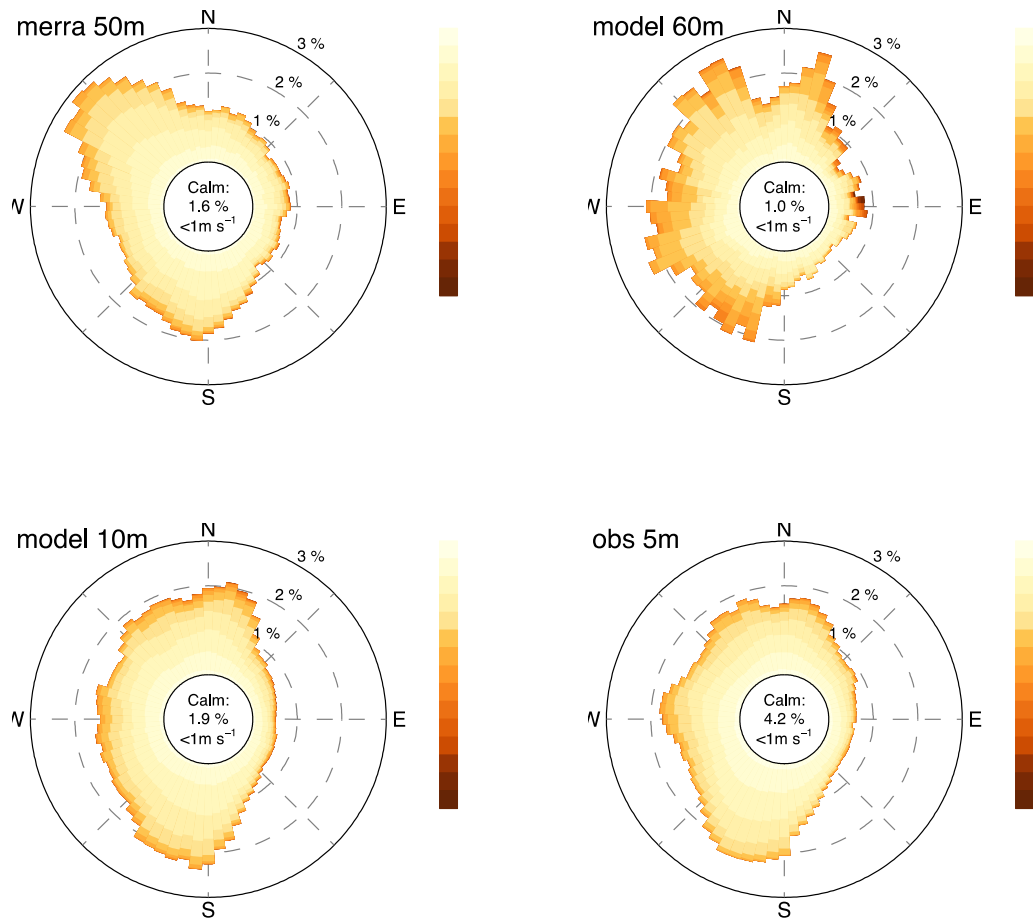 merra 50m
N
3 %
2 %
1 %
W
E
S
Calm:
1.6 %
<1m s⁻¹
model 60m
N
3 %
2 %
1 %
W
E
S
Calm:
1.0 %
<1m s⁻¹
model 10m
N
3 %
2 %
1 %
W
E
S
Calm:
1.9 %
<1m s⁻¹
obs 5m
N
3 %
2 %
1 %
W
E
S
Calm:
4.2 %
<1m s⁻¹